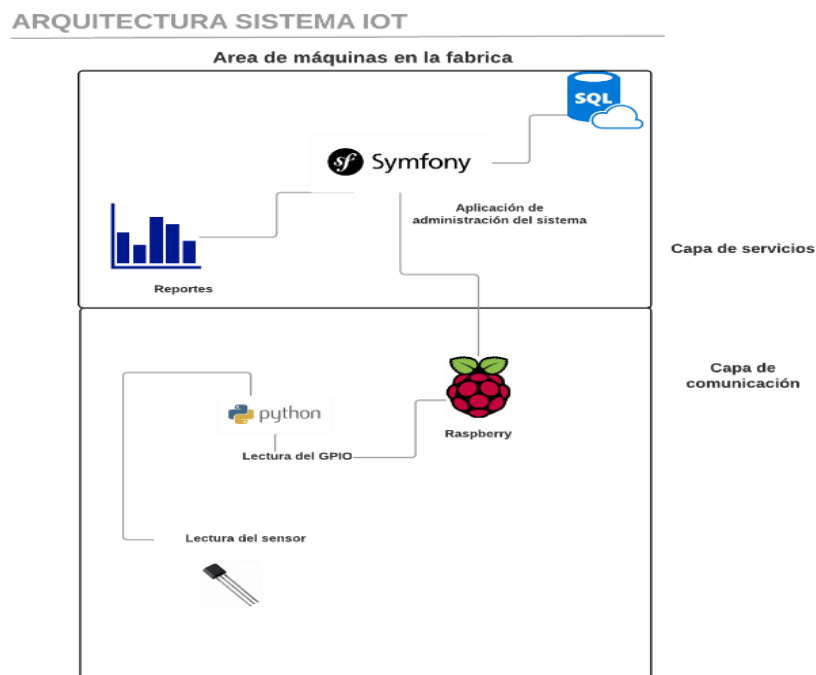 ARQUITECTURA SISTEMA IOT
Area de máquinas en la fabrica
SQL
sf Symfony
Aplicación de
administración del sistema
Capa de servicios
Reportes
Capa de
comunicación
python
Raspberry
Lectura del GPIO
Lectura del sensor